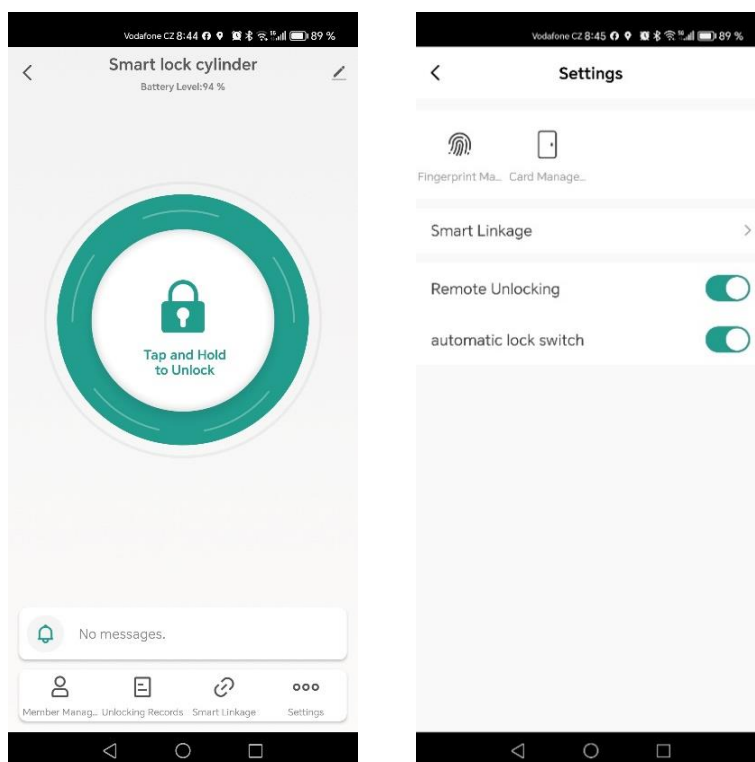 Vodafone CZ 8:44 89 %
Smart lock cylinder
Battery Level:94 %
Tap and Hold
to Unlock
No messages.
Member Manag... Unlocking Records Smart Linkage Settings
Vodafone CZ 8:45 89 %
Settings
Fingerprint Ma... Card Manage...
Smart Linkage
Remote Unlocking
automatic lock switch